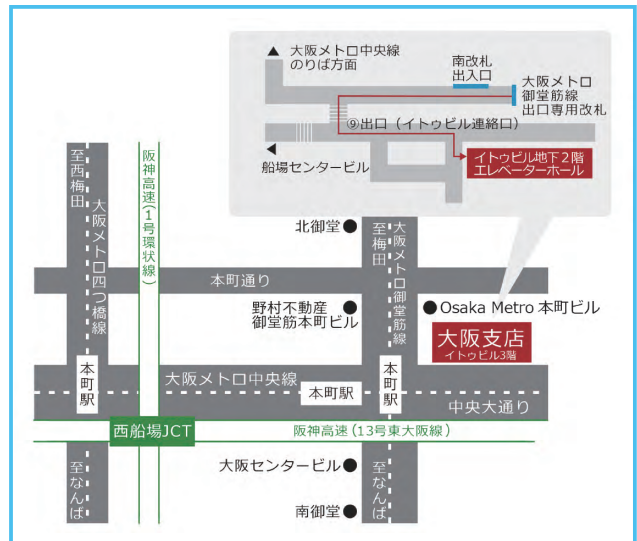 ▲ 大阪メトロ中央線
のりば方面
南改札
出入口
大阪メトロ
御堂筋線
出口専用改札
⑨出口（イトゥビル連絡口）
◀
船場センタービル
イトゥビル地下２階
エレベーターホール
至西梅田
大阪メトロ四つ橋線
阪神高速(1号環状線)
北御堂●
至梅田
大阪メトロ御堂筋線
本町通り
野村不動産
御堂筋本町ビル
●
●Osaka Metro 本町ビル
大阪支店
イトゥビル3階
本町駅
大阪メトロ中央線
本町駅
本町駅
中央大通り
西船場JCT
阪神高速(13号東大阪線)
至なんば
大阪センタービル●
至なんば
南御堂●